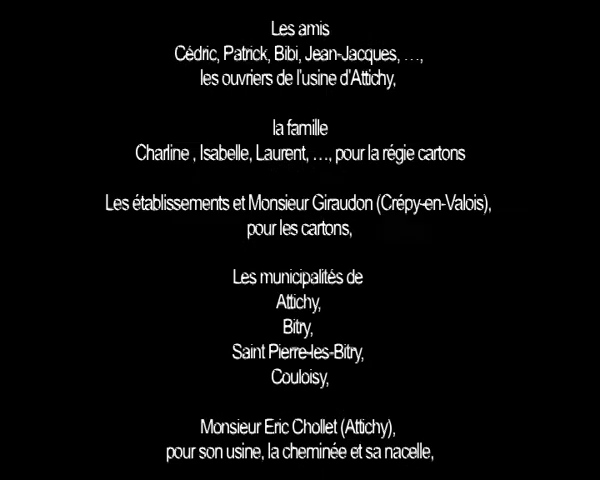 Les amis
Cédric, Patrick, Bibi, Jean-Jacques, …,
les ouvriers de l'usine d'Attichy,
la famille
Charline , Isabelle, Laurent, …, pour la régie cartons
Les établissements et Monsieur Giraudon (Crépy-en-Valois),
pour les cartons,
Les municipalités de
Attichy,
Bitry,
Saint Pierre-les-Bitry,
Couloisy,
Monsieur Eric Chollet (Attichy),
pour son usine, la cheminée et sa nacelle,